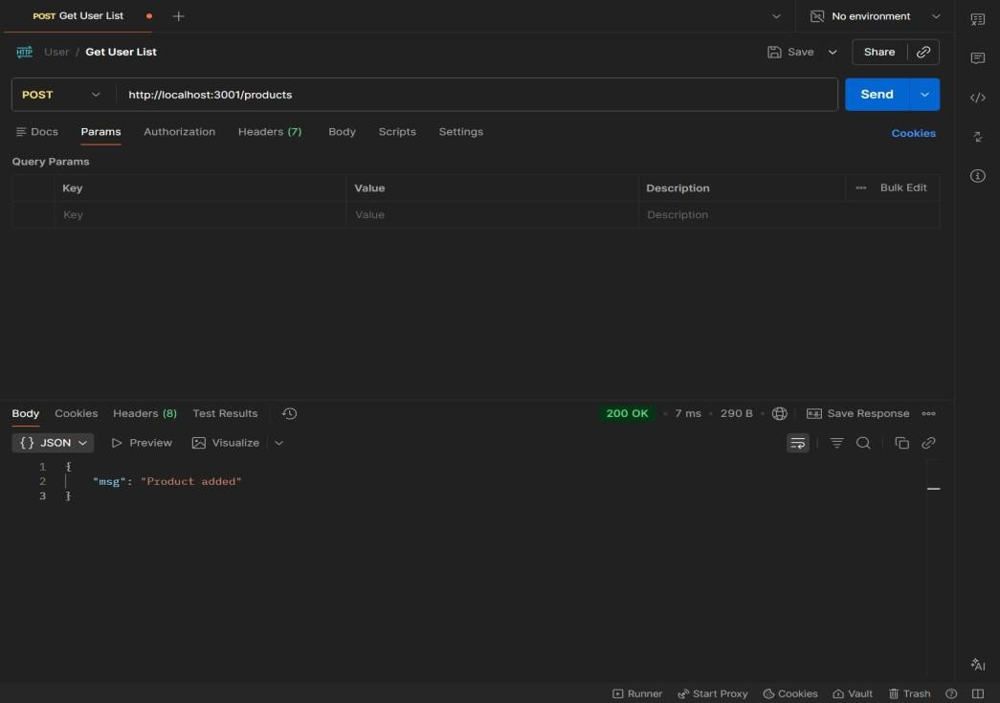 POST Get User List
No environment
HTTP User / Get User List Save Share
POST http://localhost:3001/products Send
Docs Params Authorization Headers (7) Body Scripts Settings Cookies
Query Params
Key Value Description Bulk Edit
Key Value Description
Body Cookies Headers (8) Test Results 200 OK 7 ms 290 B Save Response
{} JSON Preview Visualize
1 {
2 "msg": "Product added"
3 }
AI
Runner Start Proxy Cookies Vault Trash